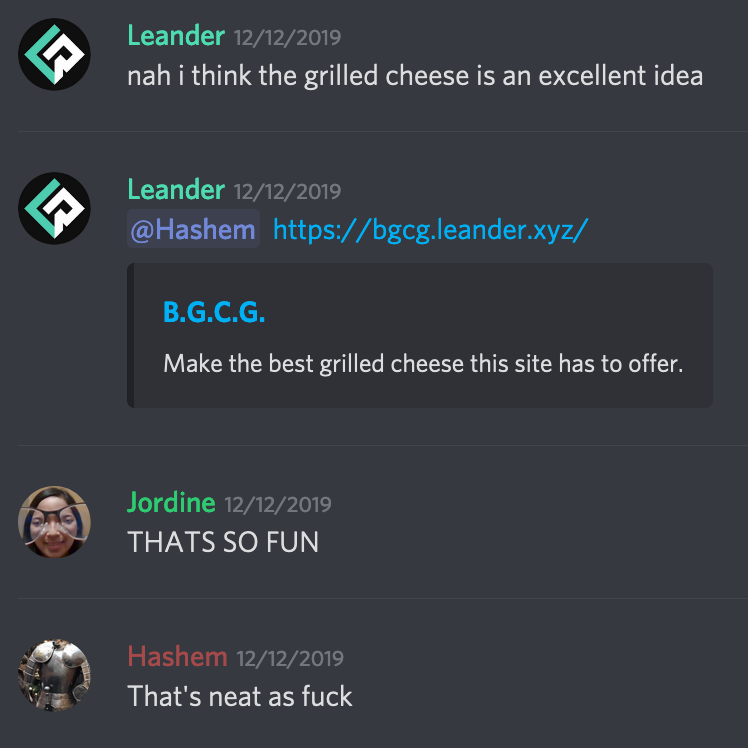 Leander 12/12/2019
nah i think the grilled cheese is an excellent idea
Leander 12/12/2019
@Hashem https://bgcg.leander.xyz/
B.G.C.G.
Make the best grilled cheese this site has to offer.
Jordine 12/12/2019
THATS SO FUN
Hashem 12/12/2019
That's neat as fuck